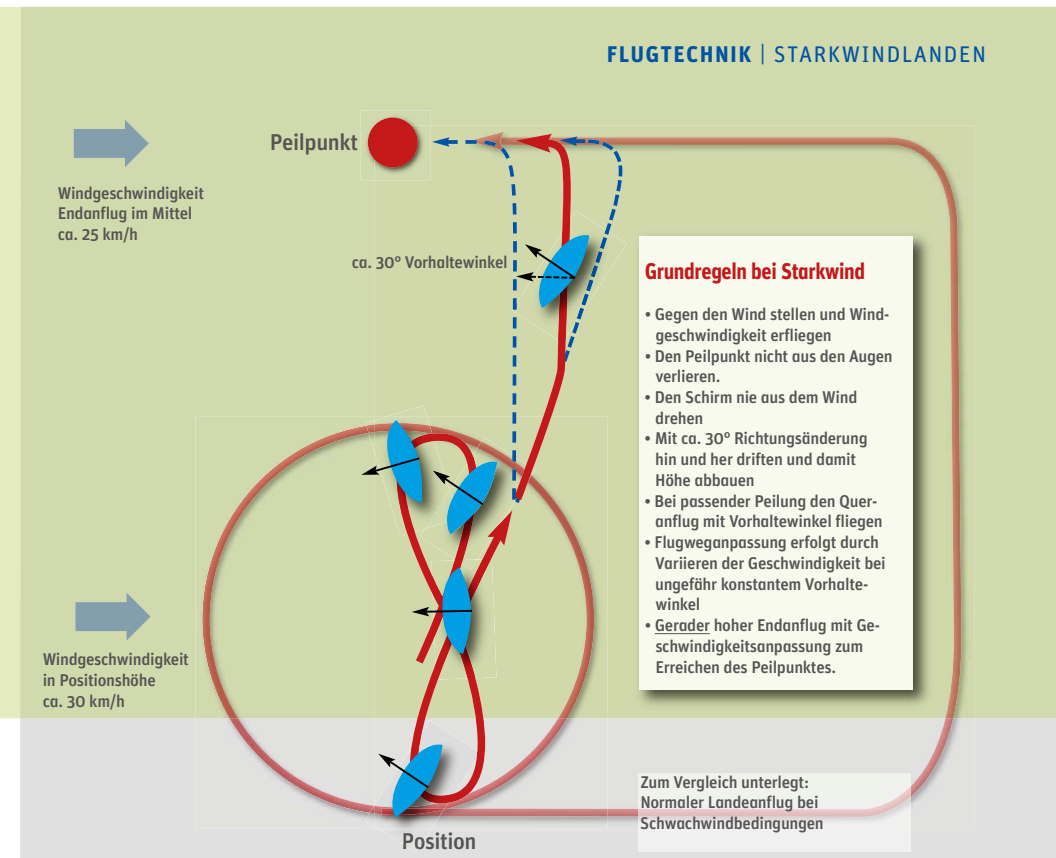 FLUGTECHNIK | STARKWINDLANDEN
Peilpunkt
Windgeschwindigkeit
Endanflug im Mittel
ca. 25 km/h
ca. 30° Vorhaltewinkel
Grundregeln bei Starkwind
• Gegen den Wind stellen und Wind-
geschwindigkeit erfliegen
• Den Peilpunkt nicht aus den Augen
verlieren.
• Den Schirm nie aus dem Wind
drehen
• Mit ca. 30° Richtungsänderung
hin und her driften und damit
Höhe abbauen
• Bei passender Peilung den Quer-
anflug mit Vorhaltewinkel fliegen
• Flugweganpassung erfolgt durch
Variieren der Geschwindigkeit bei
ungefähr konstantem Vorhalte-
winkel
• Gerader hoher Endanflug mit Ge-
schwindigkeitsanpassung zum
Erreichen des Peilpunktes.
Windgeschwindigkeit
in Positionshöhe
ca. 30 km/h
Zum Vergleich unterlegt:
Normaler Landeanflug bei
Schwachwindbedingungen
Position